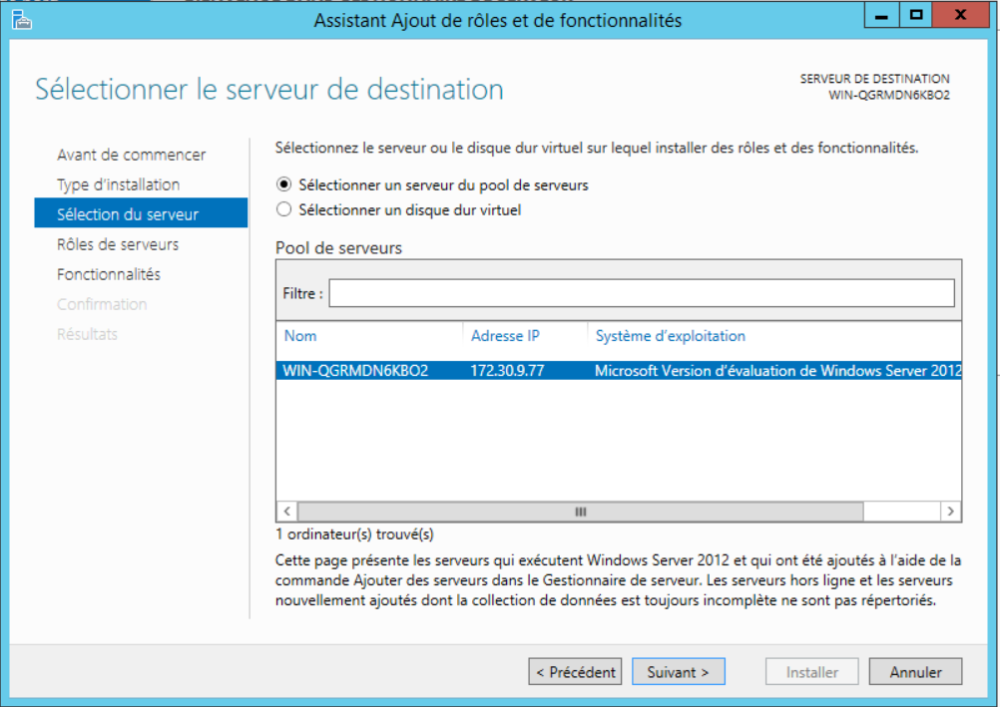 Assistant Ajout de rôles et de fonctionnalités
Sélectionner le serveur de destination
SERVEUR DE DESTINATION
WIN-QGRMDN6KBO2
Avant de commencer
Type d'installation
Sélection du serveur
Rôles de serveurs
Fonctionnalités
Confirmation
Résultats
Sélectionnez le serveur ou le disque dur virtuel sur lequel installer des rôles et des fonctionnalités.
Sélectionner un serveur du pool de serveurs
Sélectionner un disque dur virtuel
Pool de serveurs
Filtre :
Nom Adresse IP Système d'exploitation
WIN-QGRMDN6KBO2 172.30.9.77 Microsoft Version d'évaluation de Windows Server 2012
1 ordinateur(s) trouvé(s)
Cette page présente les serveurs qui exécutent Windows Server 2012 et qui ont été ajoutés à l'aide de la
commande Ajouter des serveurs dans le Gestionnaire de serveur. Les serveurs hors ligne et les serveurs
nouvellement ajoutés dont la collection de données est toujours incomplète ne sont pas répertoriés.
< Précédent Suivant > Installer Annuler